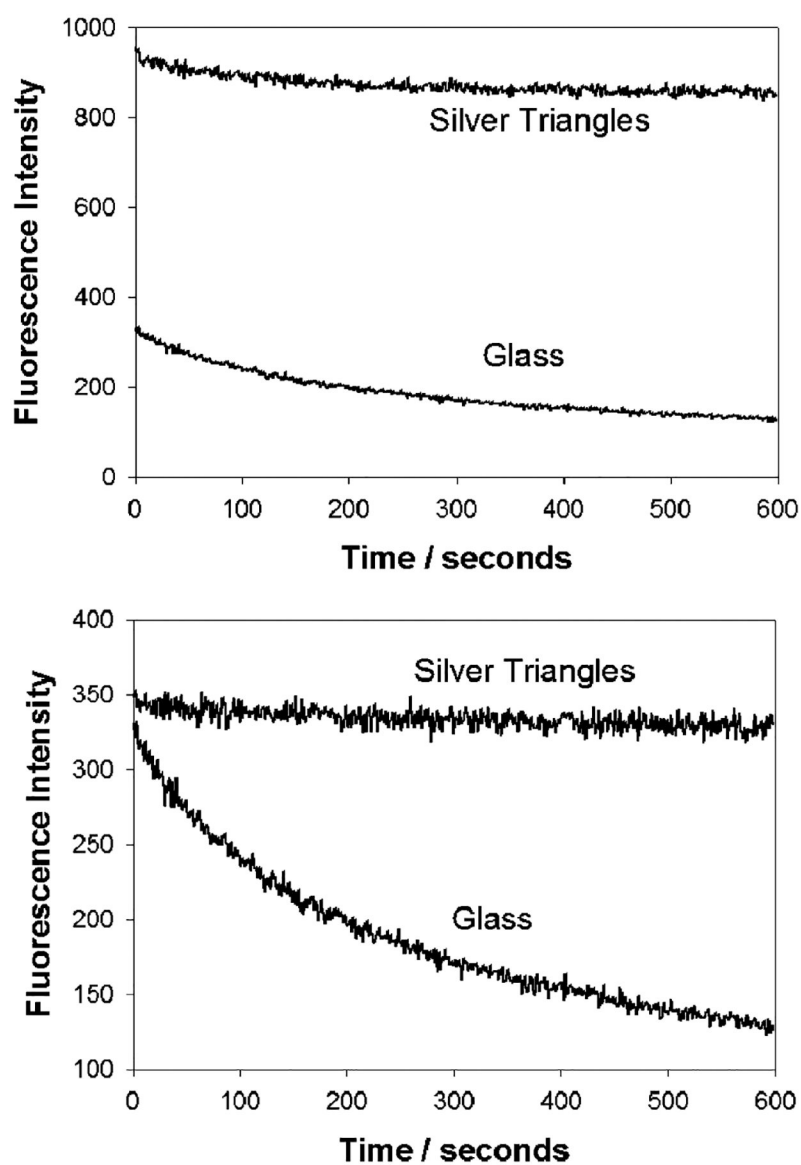 1000
800
600
400
200
0
Fluorescence Intensity
Silver Triangles
Glass
0 100 200 300 400 500 600
Time / seconds
400
350
300
250
200
150
100
Fluorescence Intensity
Silver Triangles
Glass
0 100 200 300 400 500 600
Time / seconds